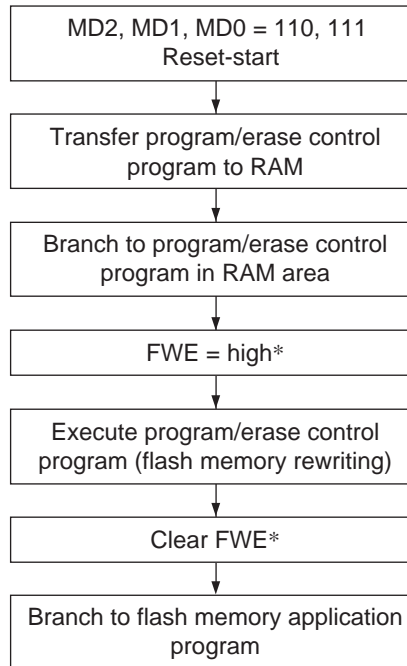 MD2, MD1, MD0 = 110, 111
Reset-start
Transfer program/erase control
program to RAM
Branch to program/erase control
program in RAM area
FWE = high*
Execute program/erase control
program (flash memory rewriting)
Clear FWE*
Branch to flash memory application
program